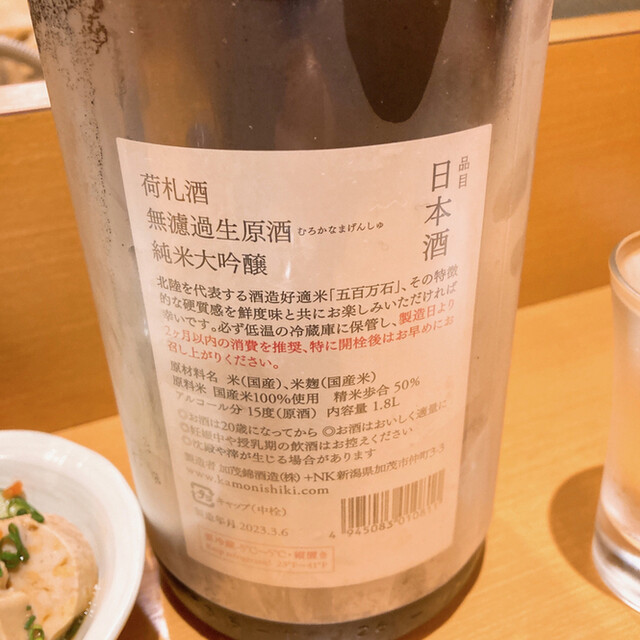 品目
日本酒
荷札酒
無濾過生原酒 むろかなまげんしゅ
純米大吟醸
北陸を代表する酒造好適米「五百万石」、その特徴
的な硬質感を鮮度味と共にお楽しみいただければ
幸いです。必ず低温の冷蔵庫に保管し、製造日より
2ヶ月以内の消費を推奨、特に開栓後はお早めにお
召し上がりください。
原材料名 米(国産)、米麹(国産米)
原料米 国産米100%使用 精米歩合 50%
アルコール分 15度(原酒) 内容量 1.8L
◎お酒は20歳になってから ◎お酒はおいしく適量に
◎妊娠中や授乳期の飲酒はお控えください
◎沈澱や滓が生じる場合があります
製造者 加茂錦酒造(株) +NK 新潟県加茂市仲町3-3
www.kamonishiki.com
キャップ(中栓)
製造年月 2023.3.6
4 945083 0108